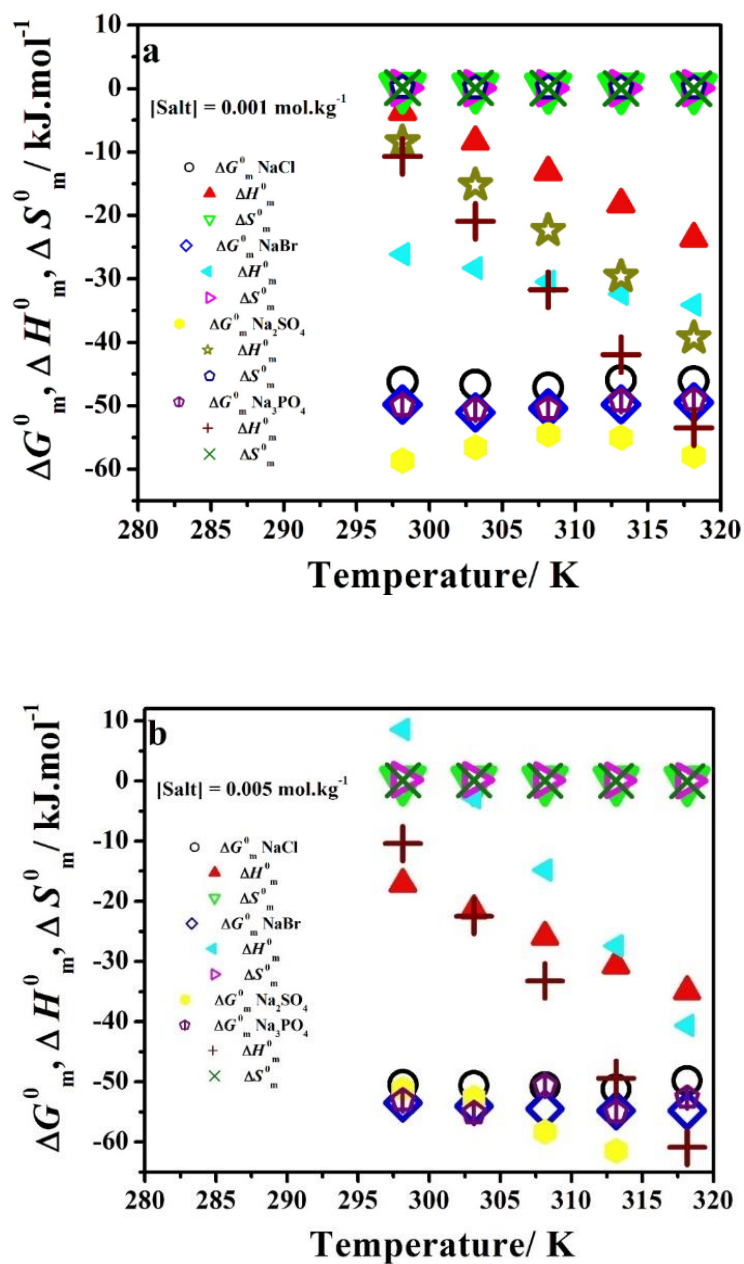 a
|Salt| = 0.001 mol.kg⁻¹
ΔG⁰ₘ NaCl
ΔH⁰ₘ
ΔS⁰ₘ
ΔG⁰ₘ NaBr
ΔH⁰ₘ
ΔS⁰ₘ
ΔG⁰ₘ Na₂SO₄
ΔH⁰ₘ
ΔS⁰ₘ
ΔG⁰ₘ Na₃PO₄
ΔH⁰ₘ
ΔS⁰ₘ
ΔG⁰ₘ, ΔH⁰ₘ, ΔS⁰ₘ/ kJ.mol⁻¹
10
0
-10
-20
-30
-40
-50
-60
280 285 290 295 300 305 310 315 320
Temperature/ K
b
|Salt| = 0.005 mol.kg⁻¹
ΔG⁰ₘ NaCl
ΔH⁰ₘ
ΔS⁰ₘ
ΔG⁰ₘ NaBr
ΔH⁰ₘ
ΔS⁰ₘ
ΔG⁰ₘ Na₂SO₄
ΔG⁰ₘ Na₃PO₄
ΔH⁰ₘ
ΔS⁰ₘ
ΔG⁰ₘ, ΔH⁰ₘ, ΔS⁰ₘ/ kJ.mol⁻¹
10
0
-10
-20
-30
-40
-50
-60
280 285 290 295 300 305 310 315 320
Temperature/ K